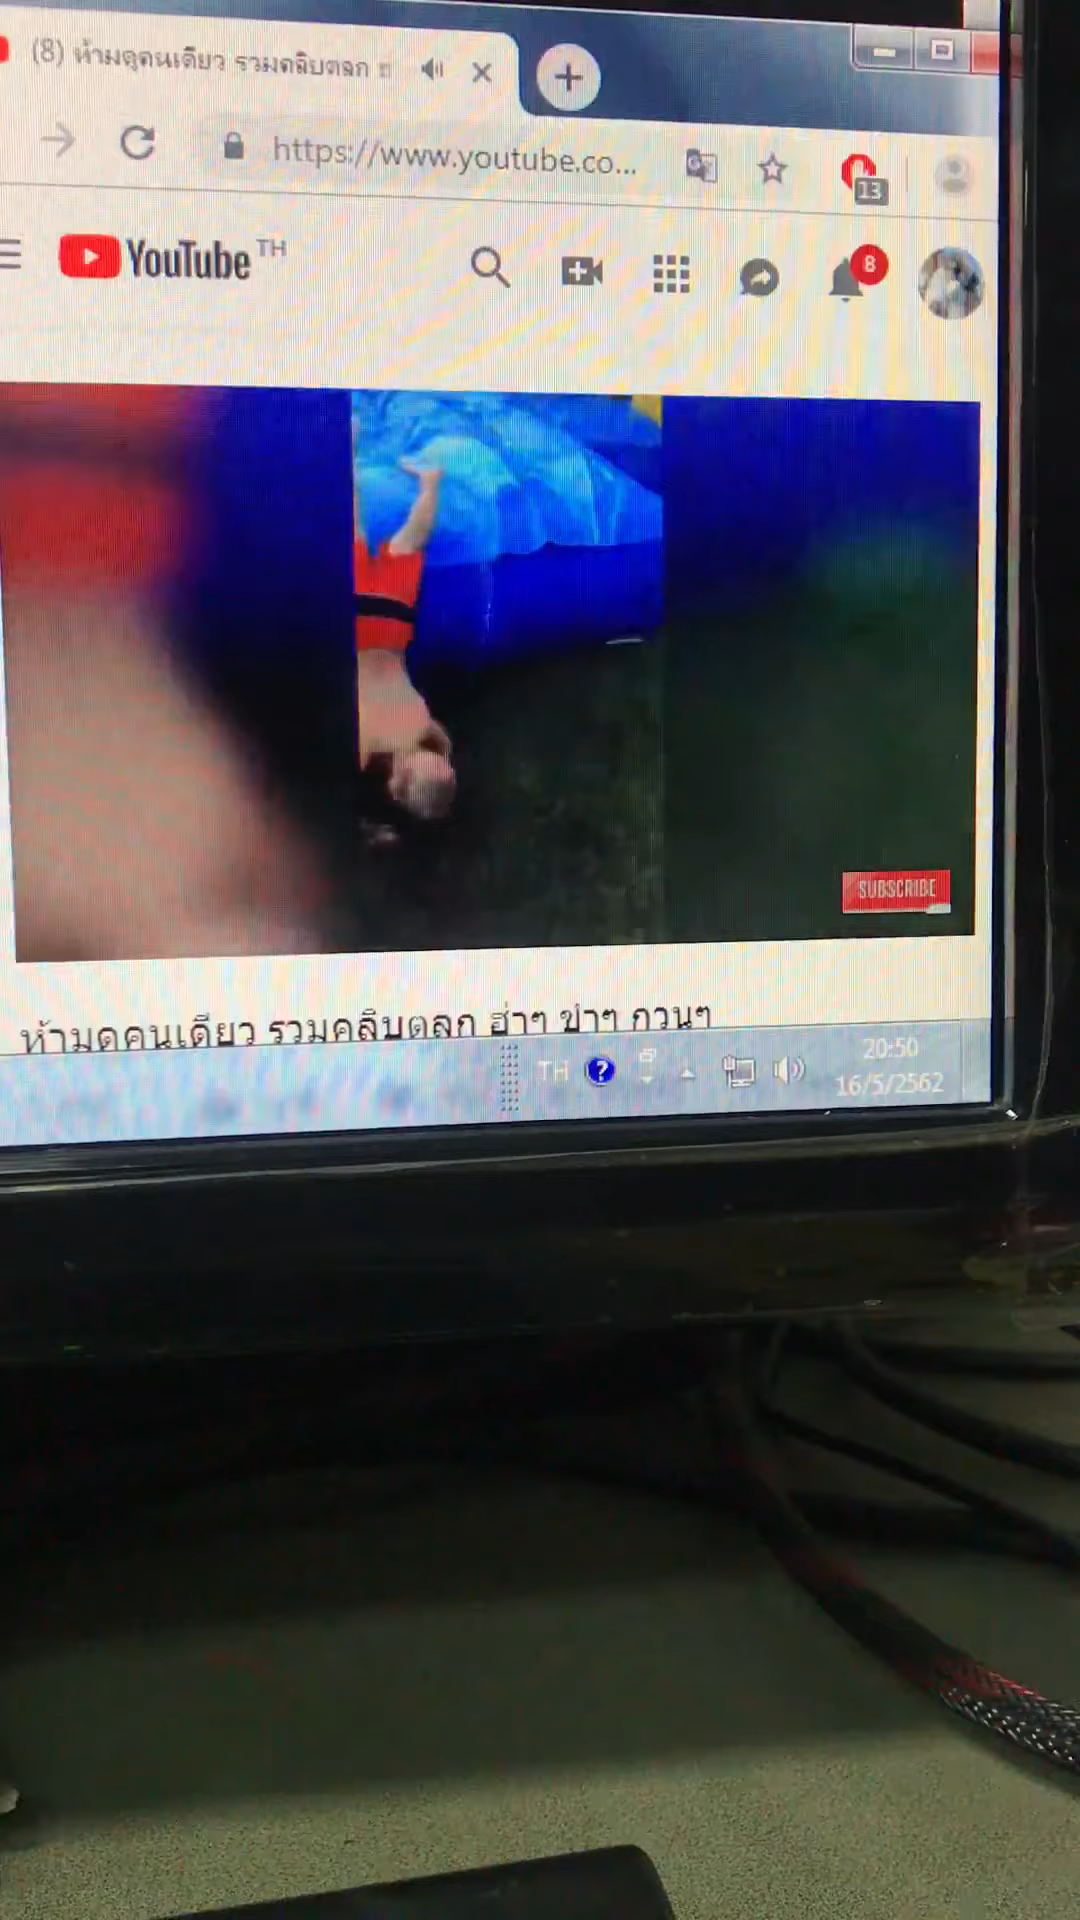 (8) ห้ามดูคนเดียว รวมคลิบตลก
https://www.youtube.co...
13
YouTube TH
8
SUBSCRIBE
ห้ามดูคนเดียว รวมคลิบตลก ฮ่าๆ ขำๆ กวนๆ
TH
20:50
16/5/2562